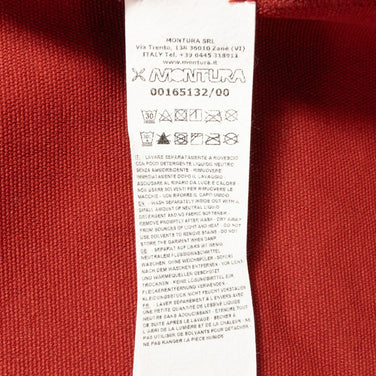 MONTURA SRL
Via Trento, 138 36010 Zanè (VI)
ITALY Tel +39 0445 318911
www.montura.it
MONTURA
00165132/00
30
IT - LAVARE SEPARATAMENTE A ROVESCIO
CON POCO DETERGENTE LIQUIDO NEUTRO
SENZA AMMORBIDENTE - RIMUOVERE
IMMEDIATAMENTE DOPO IL LAVAGGIO
ASCIUGARE AL RIPARO DA LUCE E CALORE
NON USARE SOLVENTI PER RIMUOVERE LE
MACCHIE - NON STIRARE IL CAPO UMIDO
EN - WASH SEPARATELY INSIDE OUT WITH A
SMALL AMOUNT OF NEUTRAL LIQUID
DETERGENT AND NO FABRIC SOFTENER -
REMOVE PROMPTLY AFTER WASH - DRY AWAY
FROM SOURCES OF LIGHT AND HEAT - DO NOT
USE SOLVENT TO REMOVE STAINS - DO NOT
STORE THE GARMENT WHEN DAMP
DE - SEPARAT AUF LINKS MIT WENIG
NEUTRALEM FLÜSSIGWASCHMITTEL
WASCHEN, OHNE WEICHSPÜLER - SOFORT
NACH DEM WASCHEN ENTFERNEN - VOR LICHT-
UND WÄRMEQUELLEN GESCHÜTZT
TROCKNEN - KEINE LÖSUNGSMITTEL ZUR
FLECKENENTFERNUNG VERWENDEN -
KLEIDUNGSSTÜCK NICHT FEUCHT VERSTAUEN
FR - LAVER SÉPARÉMENT À L'ENVERS AVEC
UNE PETITE QUANTITÉ DE LESSIVE LIQUIDE
NEUTRE SANS ADOUCISSANT - ÉTENDRE TOUT
DE SUITE APRÈS LE LAVAGE - SÉCHER À
L'ABRI DE LA LUMIÈRE ET DE LA CHALEUR - NE
PAS UTILISER DE SOLVANTS POUR DÉTACHER
NE PAS RANGER LA PIÈCE HUMIDE